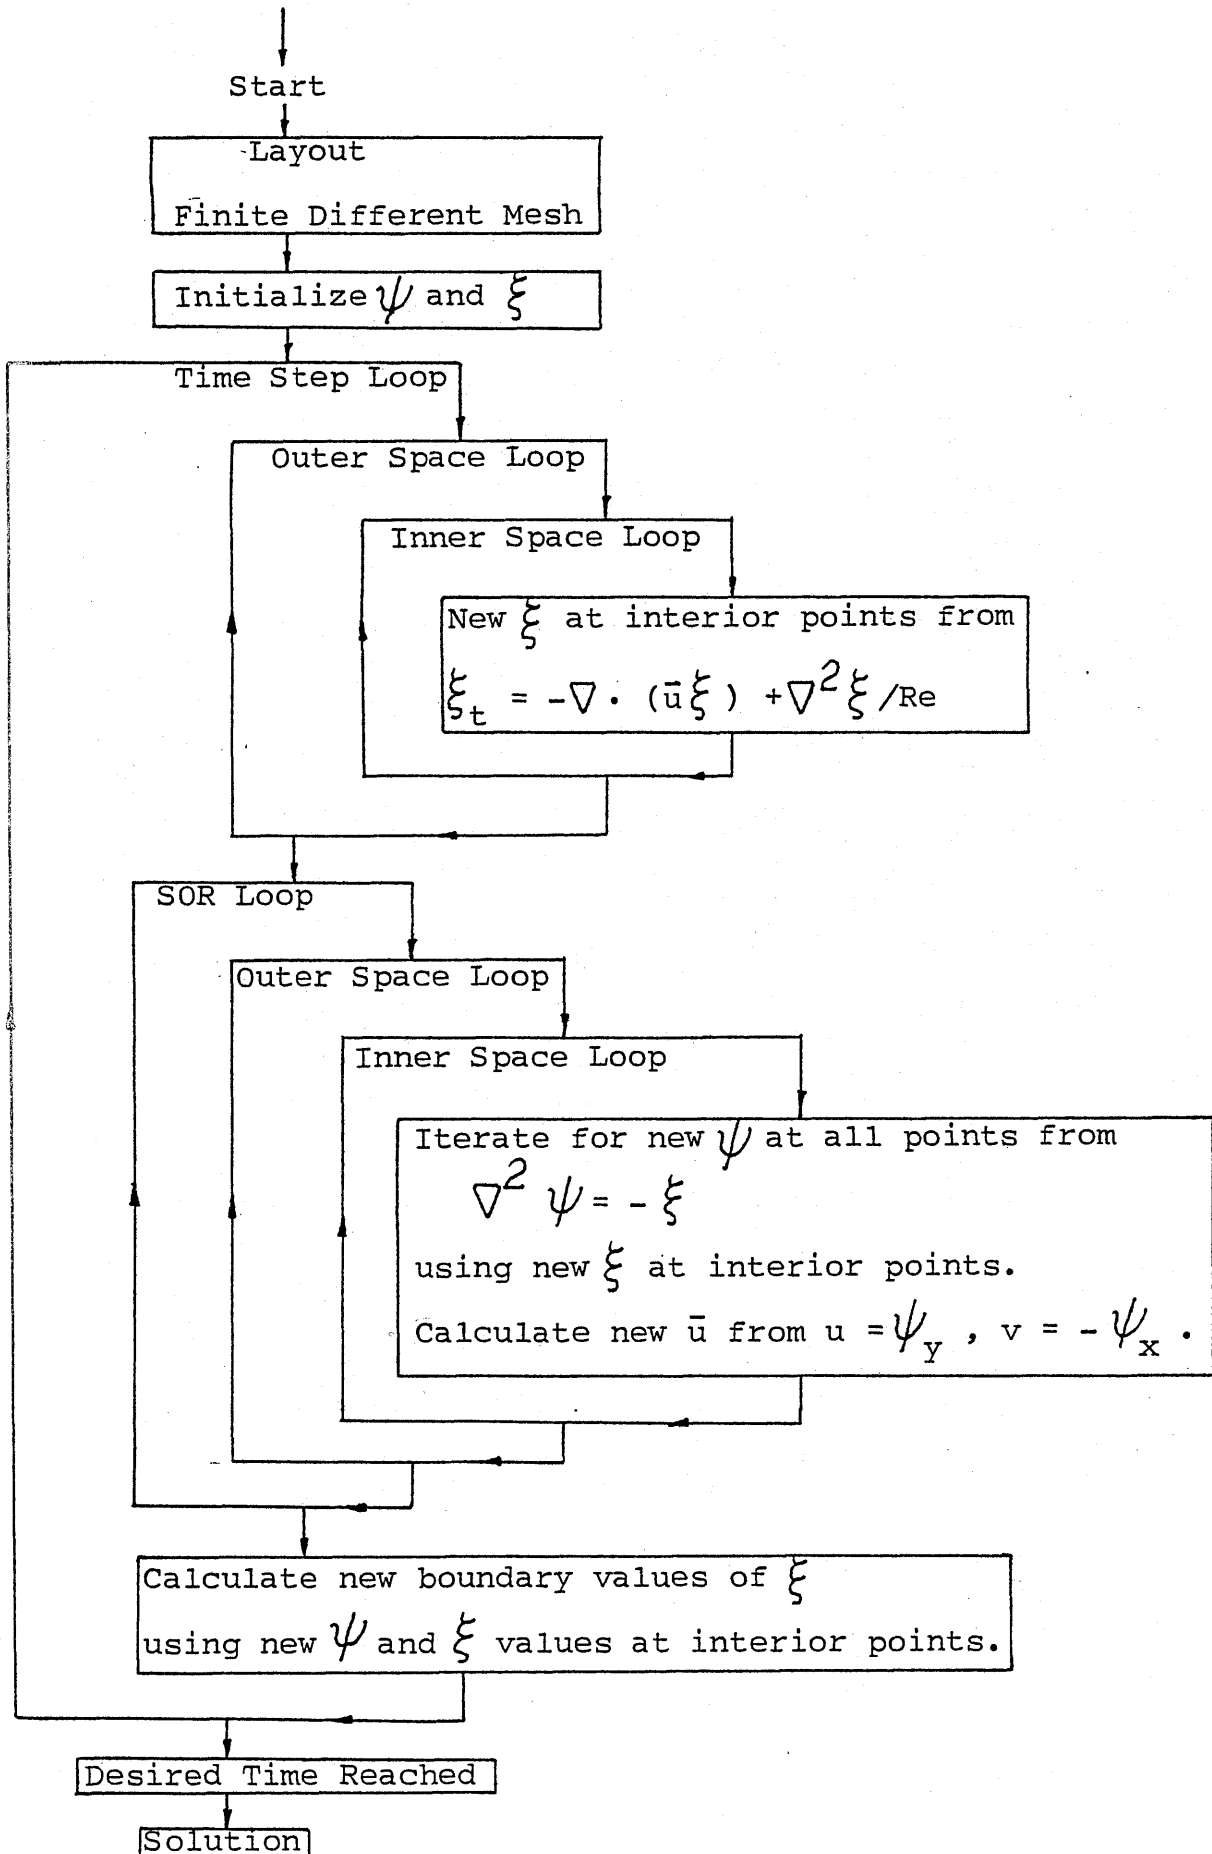 Start
Layout
Finite Different Mesh
Initialize ψ and ξ
Time Step Loop
Outer Space Loop
Inner Space Loop
New ξ at interior points from
ξ_t = -∇· (ūξ) +∇²ξ/Re
SOR Loop
Outer Space Loop
Inner Space Loop
Iterate for new ψ at all points from
∇² ψ = - ξ
using new ξ at interior points.
Calculate new ū from u = ψ_y , v = - ψ_x .
Calculate new boundary values of ξ
using new ψ and ξ values at interior points.
Desired Time Reached
Solution